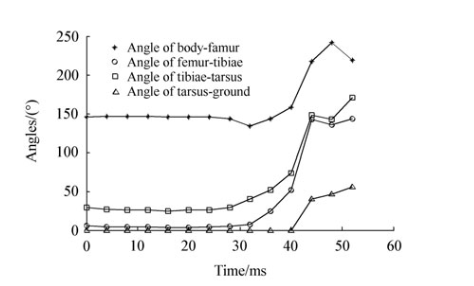 250
200
150
100
50
0
Angles/(°)
Angle of body-famur
Angle of femur-tibiae
Angle of tibiae-tarsus
Angle of tarsus-ground
0 10 20 30 40 50 60
Time/ms